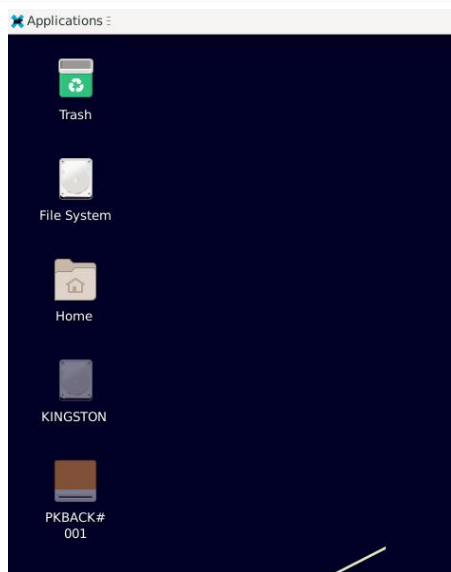 Applications
Trash
File System
Home
KINGSTON
PKBACK#
001